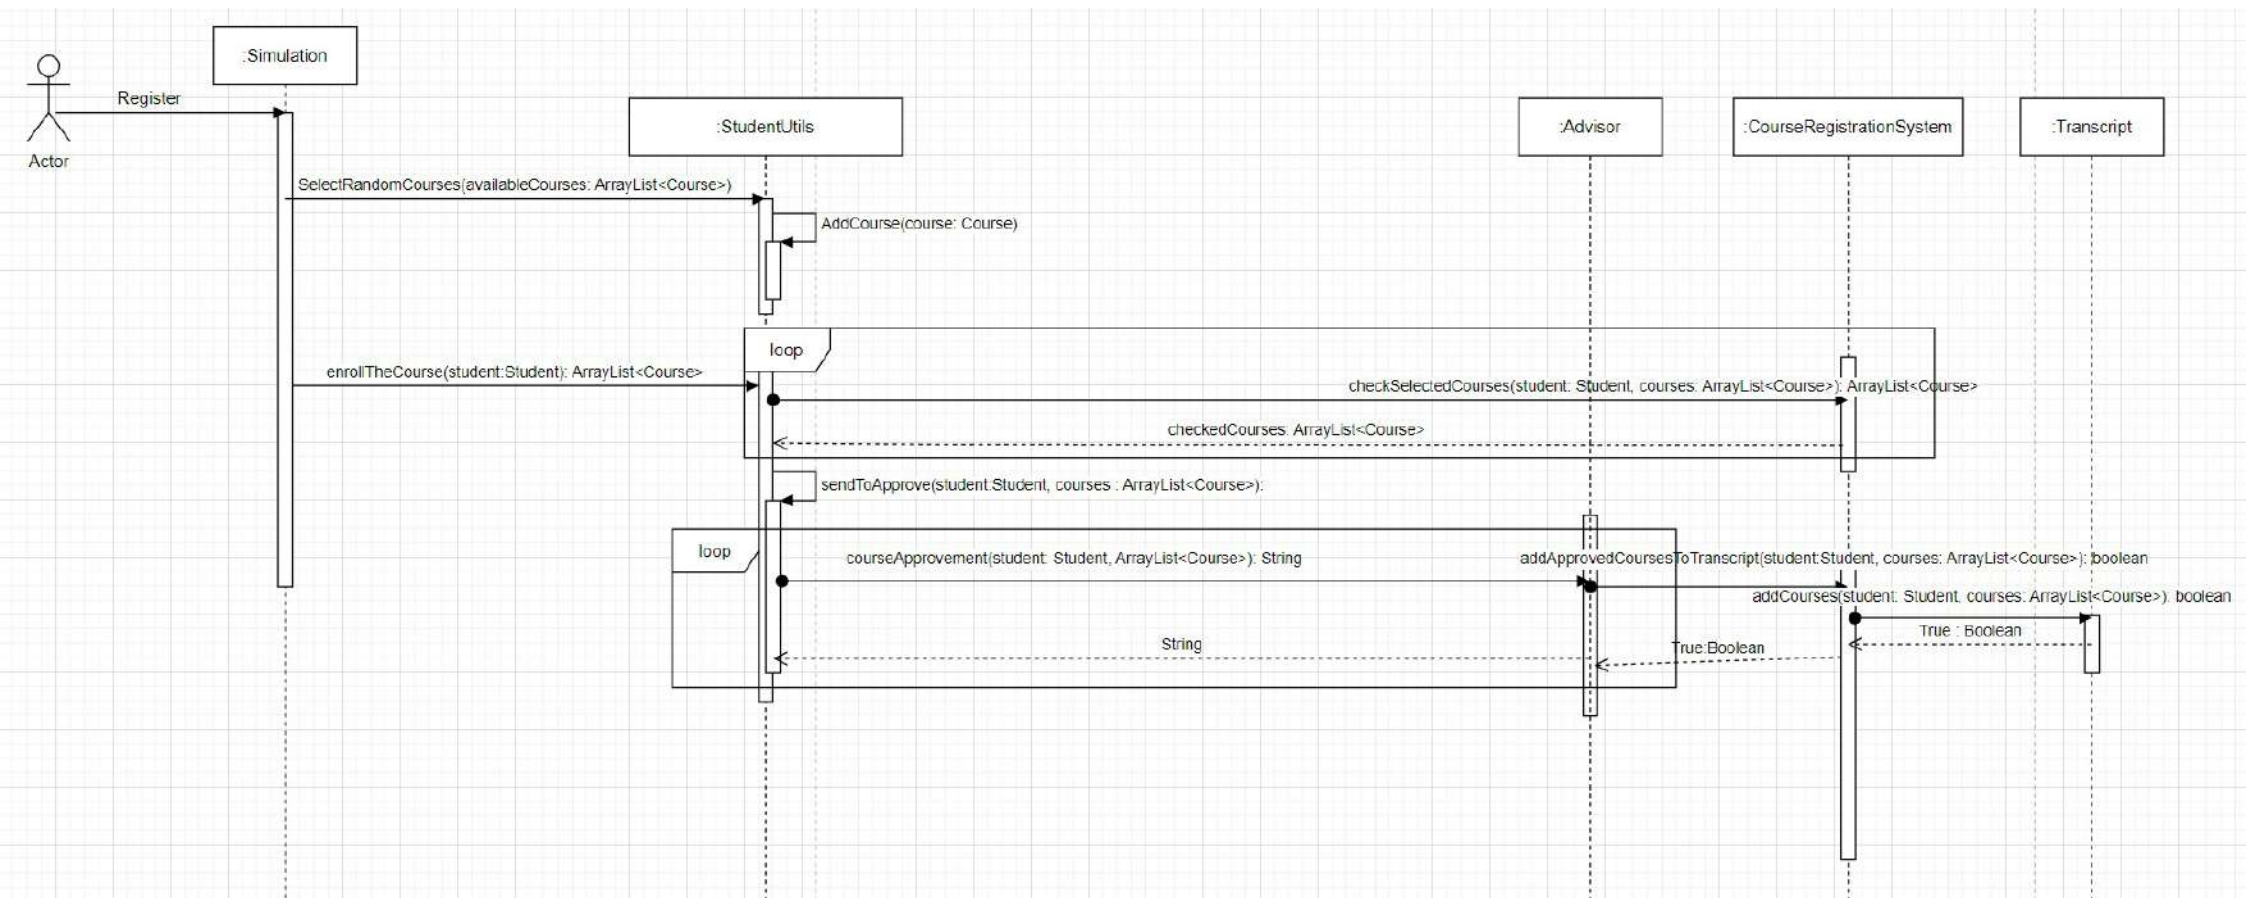 :Simulation
Register
:StudentUtils
:Advisor
:CourseRegistrationSystem
:Transcript
Actor
SelectRandomCourses(availableCourses: ArrayList<Course>)
AddCourse(course: Course)
loop
enrollTheCourse(student:Student): ArrayList<Course>
checkSelectedCourses(student: Student, courses: ArrayList<Course>): ArrayList<Course>
checkedCourses: ArrayList<Course>
sendToApprove(student:Student, courses : ArrayList<Course>):
loop
courseApprovement(student: Student, ArrayList<Course>): String
addApprovedCoursesToTranscript(student:Student, courses: ArrayList<Course>): boolean
addCourses(student: Student, courses: ArrayList<Course>): boolean
True : Boolean
String
True:Boolean